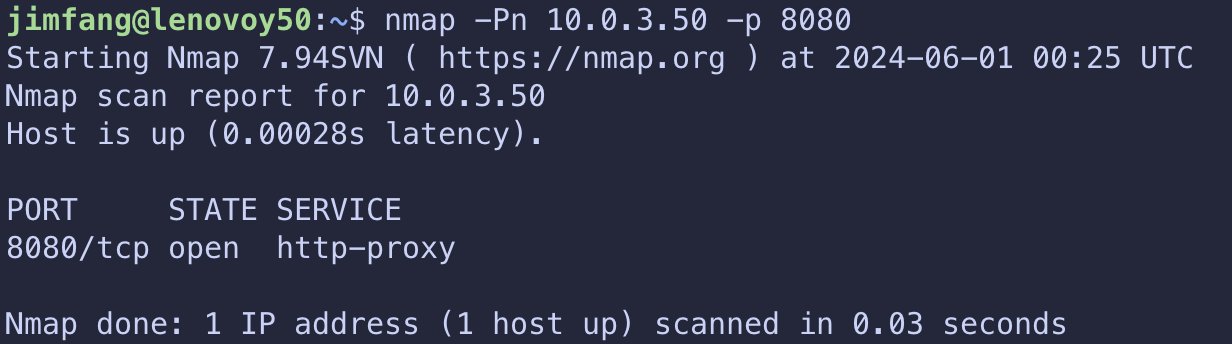 jimfang@lenovoy50:~$ nmap -Pn 10.0.3.50 -p 8080
Starting Nmap 7.94SVN ( https://nmap.org ) at 2024-06-01 00:25 UTC
Nmap scan report for 10.0.3.50
Host is up (0.00028s latency).

PORT     STATE SERVICE
8080/tcp open  http-proxy

Nmap done: 1 IP address (1 host up) scanned in 0.03 seconds